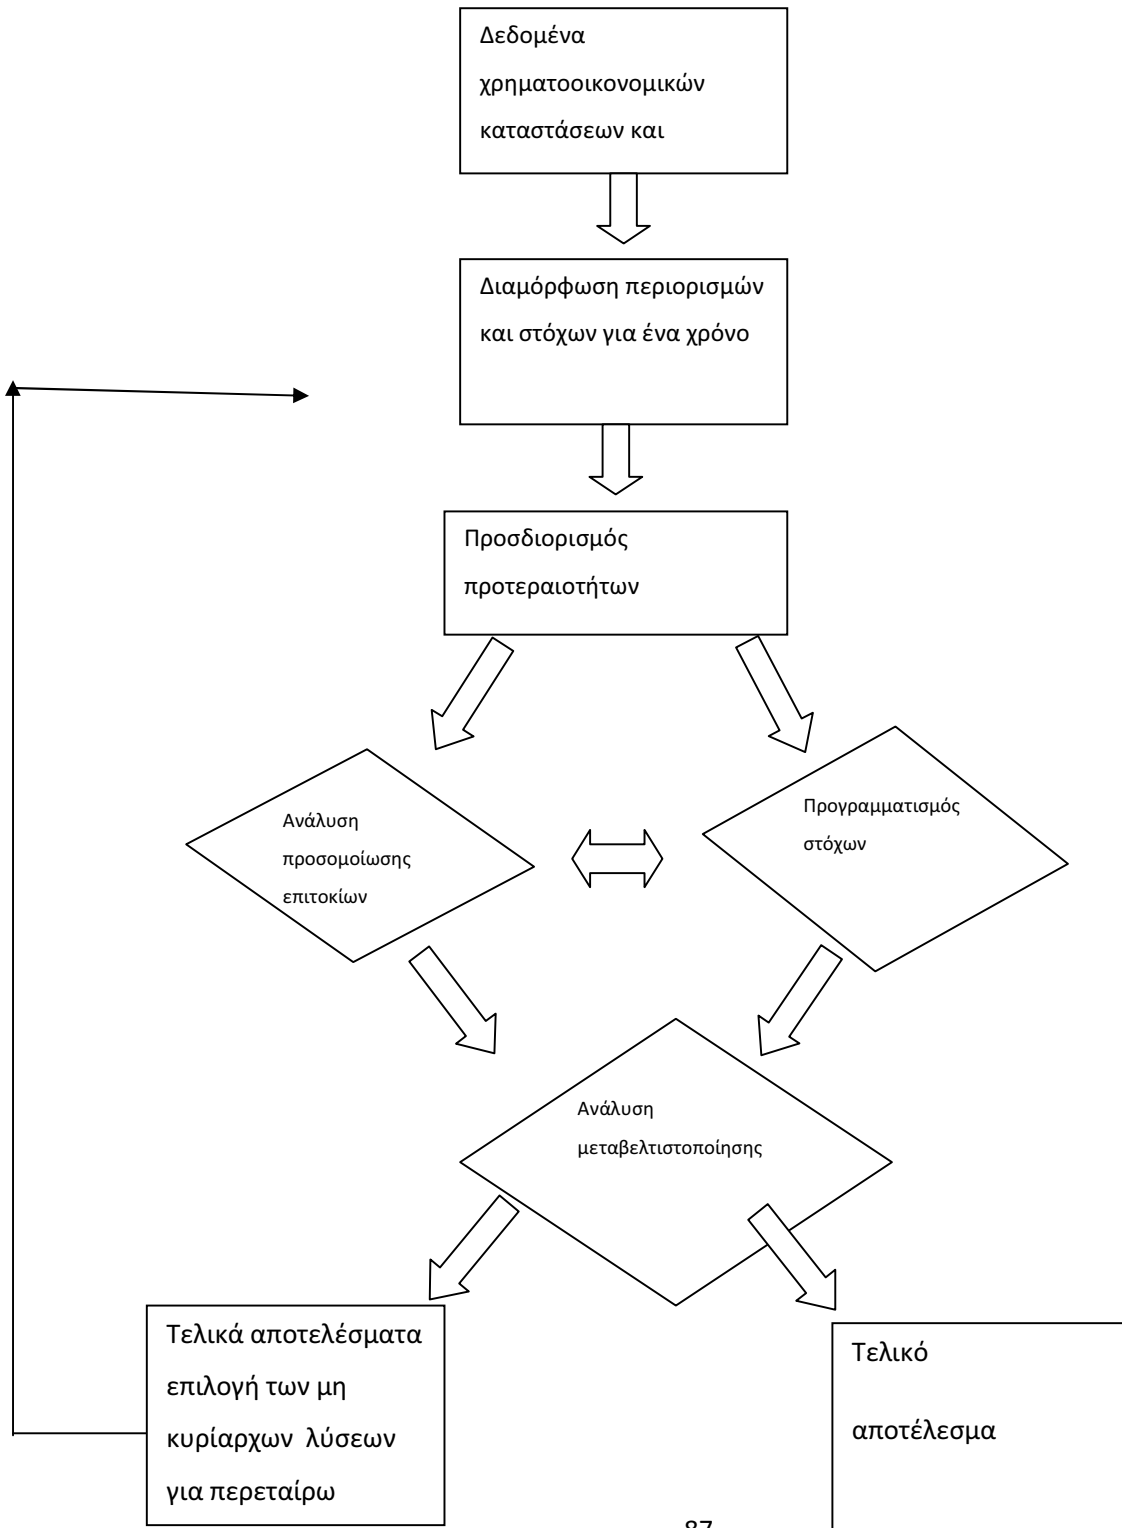 Δεδομένα
χρηματοοικονομικών
καταστάσεων και
Διαμόρφωση περιορισμών
και στόχων για ένα χρόνο
Προσδιορισμός
προτεραιοτήτων
Ανάλυση
προσομοίωσης
επιτοκίων
Προγραμματισμός
στόχων
Ανάλυση
μεταβελτιστοποίησης
Τελικά αποτελέσματα
επιλογή των μη
κυρίαρχων λύσεων
για περεταίρω
Τελικό
αποτέλεσμα
87